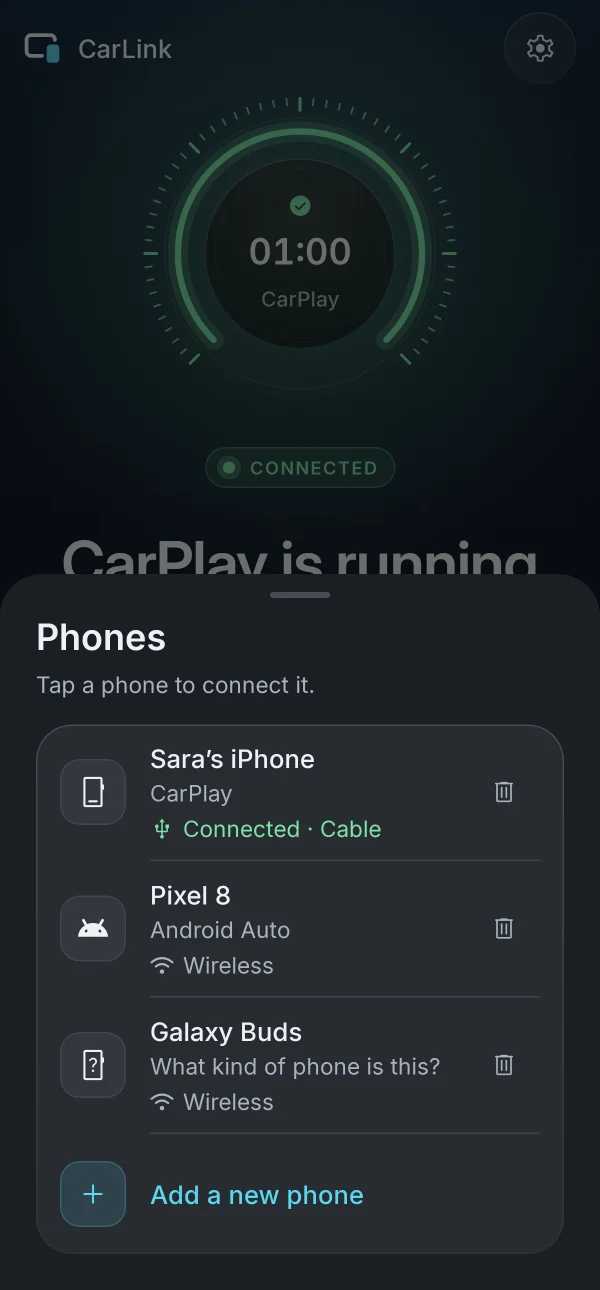 CarLink
01:00
CarPlay
CONNECTED
CarPlay is running
Phones
Tap a phone to connect it.
Sara’s iPhone
CarPlay
Connected · Cable
Pixel 8
Android Auto
Wireless
Galaxy Buds
What kind of phone is this?
Wireless
Add a new phone